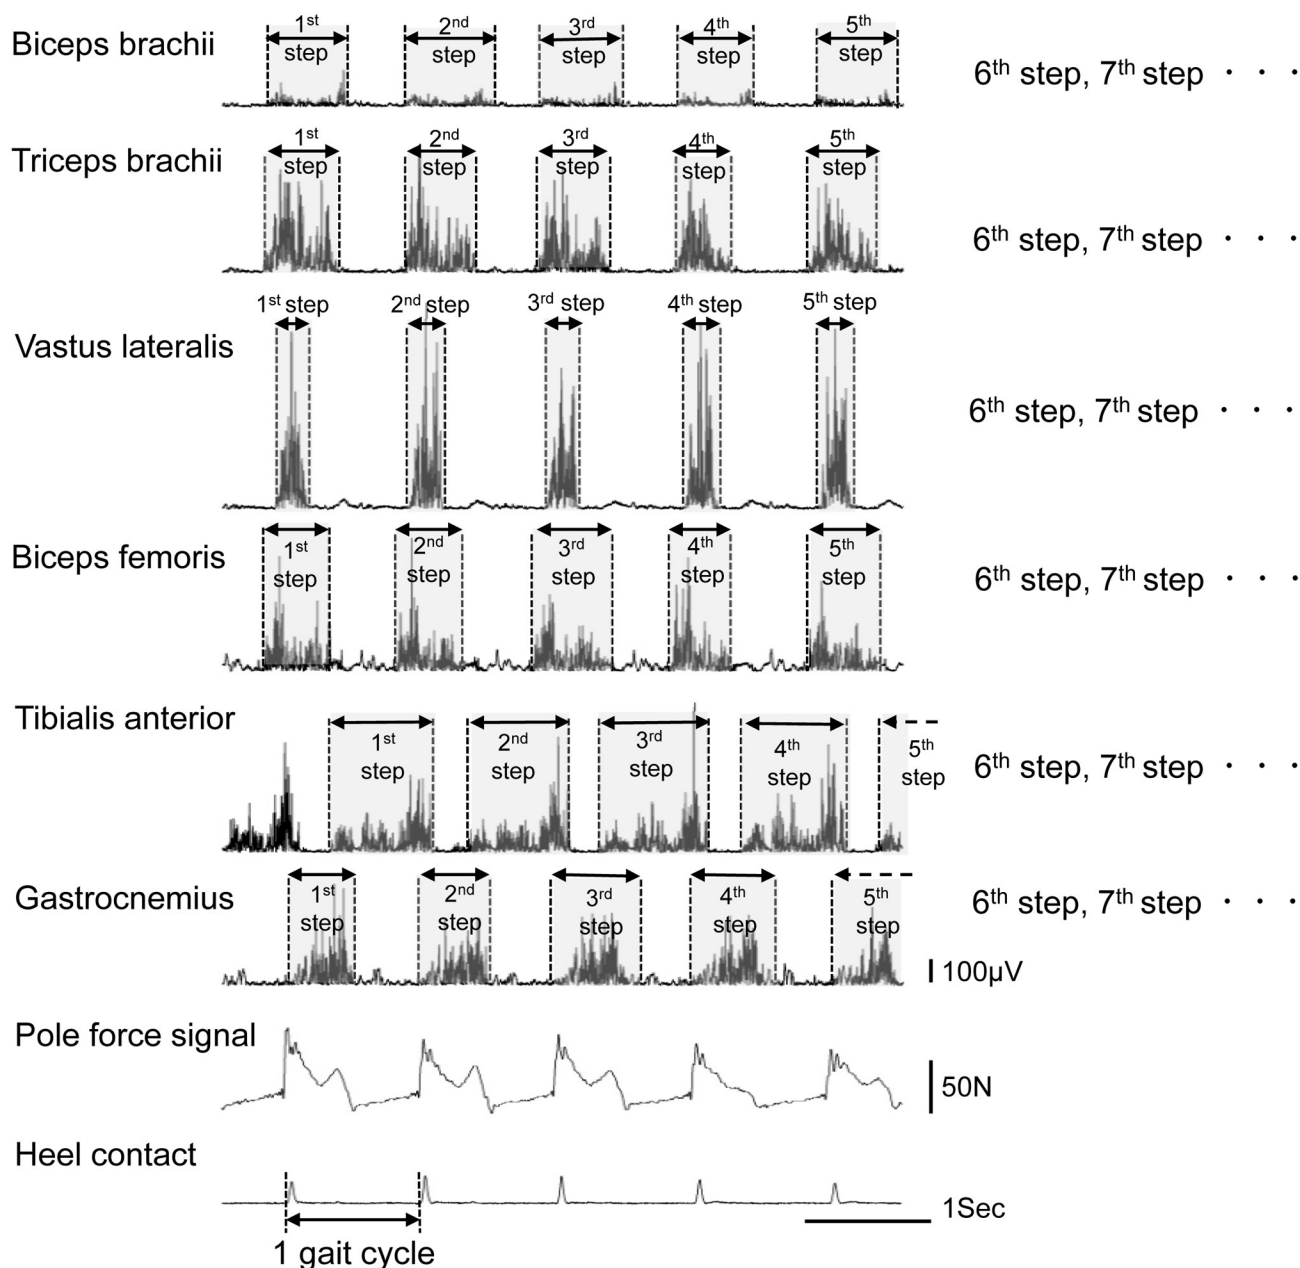 Biceps brachii
1st step 2nd step 3rd step 4th step 5th step
6th step, 7th step · · ·
Triceps brachii
1st step 2nd step 3rd step 4th step 5th step
6th step, 7th step · · ·
Vastus lateralis
1st step 2nd step 3rd step 4th step 5th step
6th step, 7th step · · ·
Biceps femoris
1st step 2nd step 3rd step 4th step 5th step
6th step, 7th step · · ·
Tibialis anterior
1st step 2nd step 3rd step 4th step 5th step
6th step, 7th step · · ·
Gastrocnemius
1st step 2nd step 3rd step 4th step 5th step
6th step, 7th step · · ·
100μV
Pole force signal
50N
Heel contact
1Sec
1 gait cycle